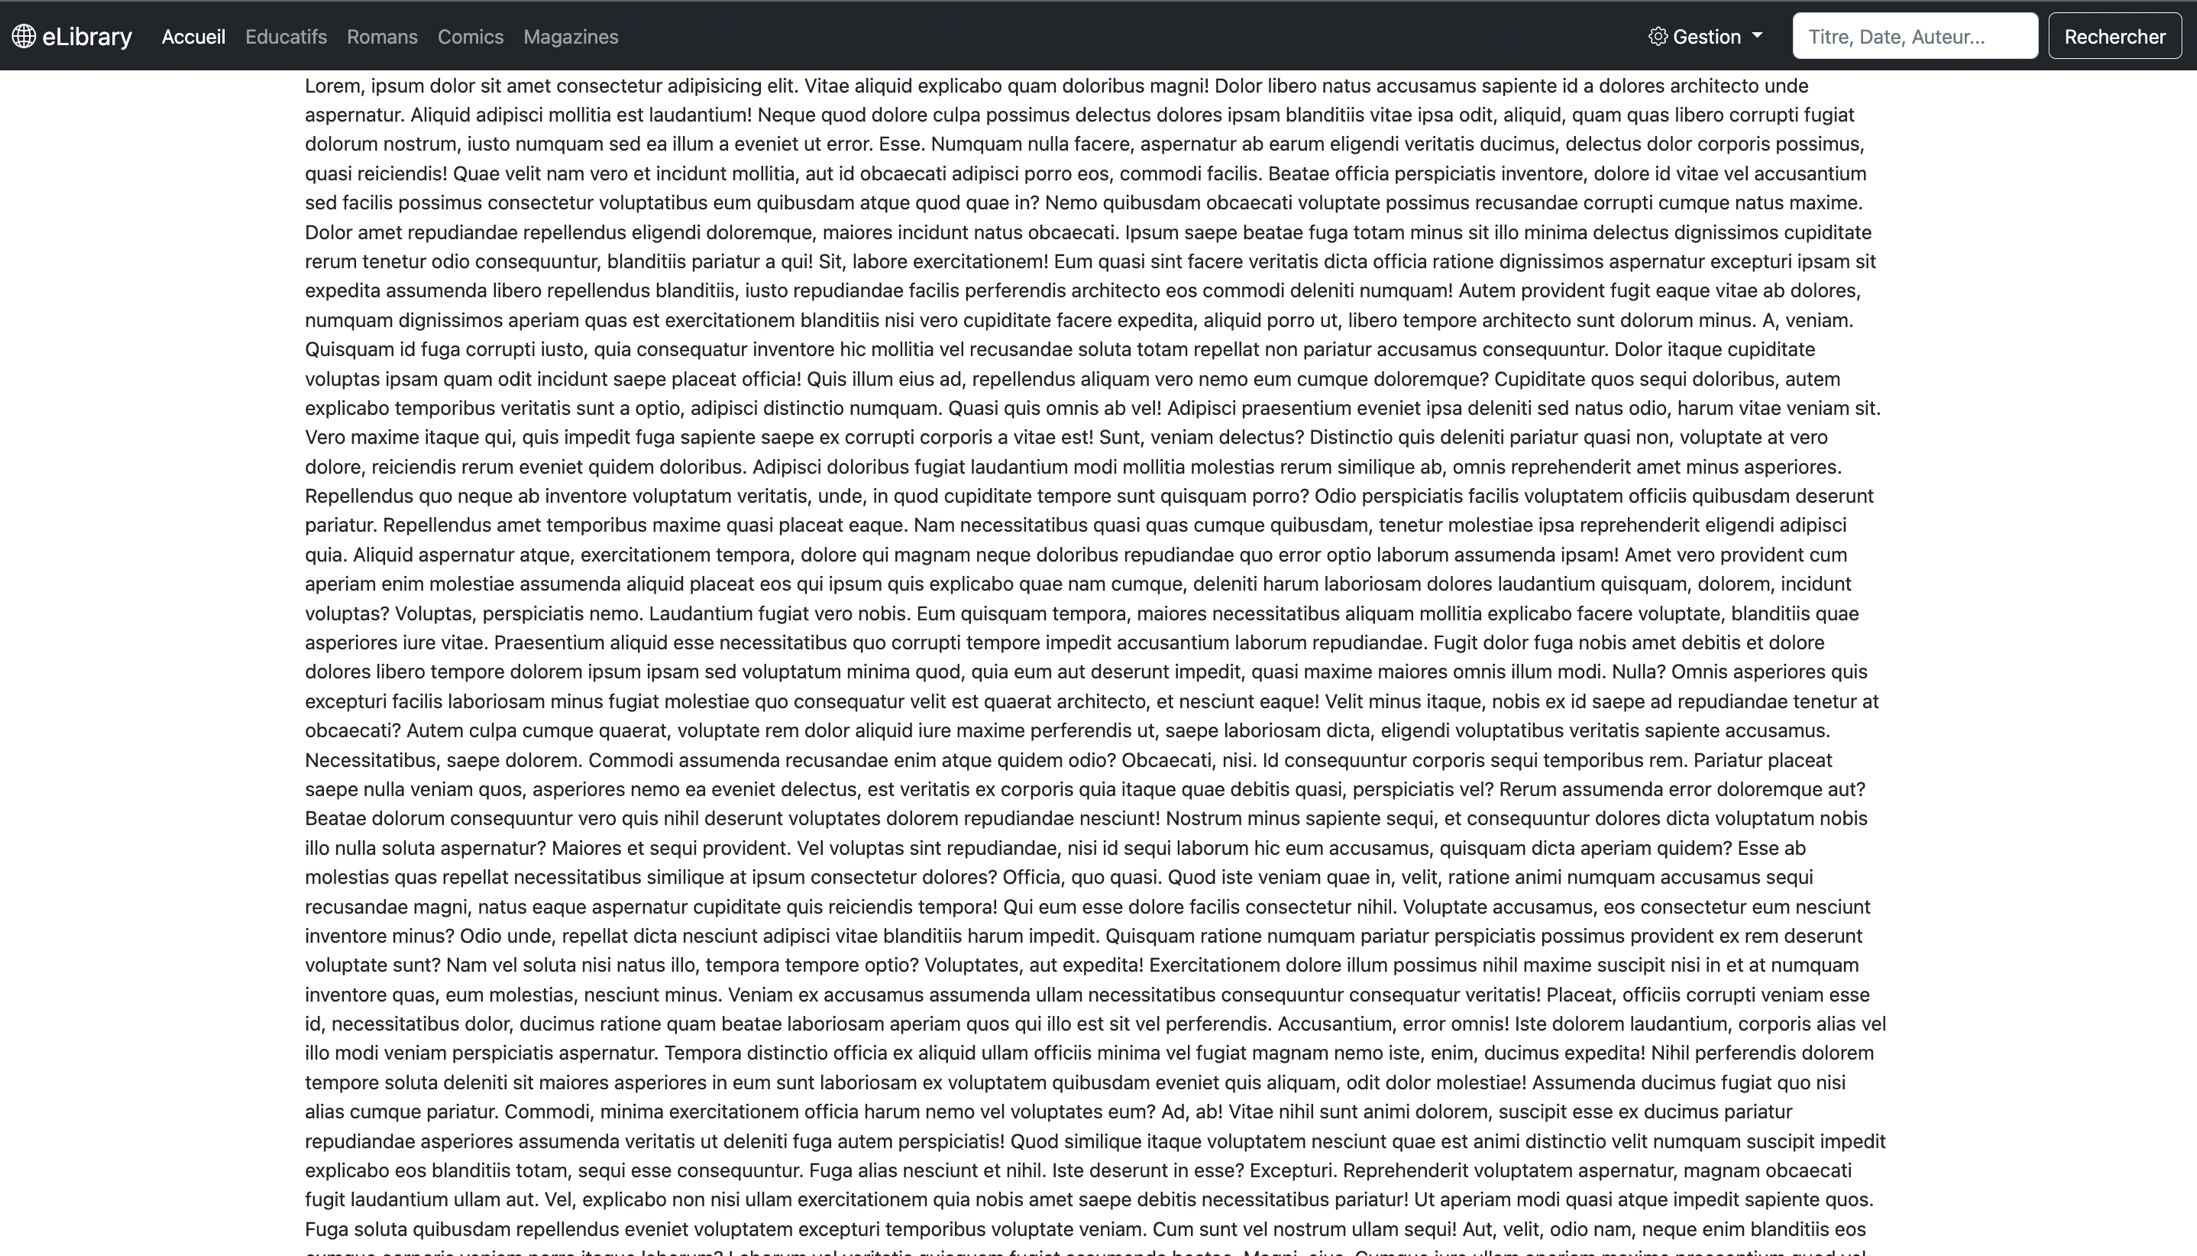 eLibrary Accueil Educatifs Romans Comics Magazines Gestion Titre, Date, Auteur... Rechercher
Lorem, ipsum dolor sit amet consectetur adipisicing elit. Vitae aliquid explicabo quam doloribus magni! Dolor libero natus accusamus sapiente id a dolores architecto unde
aspernatur. Aliquid adipisci mollitia est laudantium! Neque quod dolore culpa possimus delectus dolores ipsam blanditiis vitae ipsa odit, aliquid, quam quas libero corrupti fugiat
dolorum nostrum, iusto numquam sed ea illum a eveniet ut error. Esse. Numquam nulla facere, aspernatur ab earum eligendi veritatis ducimus, delectus dolor corporis possimus,
quasi reiciendis! Quae velit nam vero et incidunt mollitia, aut id obcaecati adipisci porro eos, commodi facilis. Beatae officia perspiciatis inventore, dolore id vitae vel accusantium
sed facilis possimus consectetur voluptatibus eum quibusdam atque quod quae in? Nemo quibusdam obcaecati voluptate possimus recusandae corrupti cumque natus maxime.
Dolor amet repudiandae repellendus eligendi doloremque, maiores incidunt natus obcaecati. Ipsum saepe beatae fuga totam minus sit illo minima delectus dignissimos cupiditate
rerum tenetur odio consequuntur, blanditiis pariatur a qui! Sit, labore exercitationem! Eum quasi sint facere veritatis dicta officia ratione dignissimos aspernatur excepturi ipsam sit
expedita assumenda libero repellendus blanditiis, iusto repudiandae facilis perferendis architecto eos commodi deleniti numquam! Autem provident fugit eaque vitae ab dolores,
numquam dignissimos aperiam quas est exercitationem blanditiis nisi vero cupiditate facere expedita, aliquid porro ut, libero tempore architecto sunt dolorum minus. A, veniam.
Quisquam id fuga corrupti iusto, quia consequatur inventore hic mollitia vel recusandae soluta totam repellat non pariatur accusamus consequuntur. Dolor itaque cupiditate
voluptas ipsam quam odit incidunt saepe placeat officia! Quis illum eius ad, repellendus aliquam vero nemo eum cumque doloremque? Cupiditate quos sequi doloribus, autem
explicabo temporibus veritatis sunt a optio, adipisci distinctio numquam. Quasi quis omnis ab vel! Adipisci praesentium eveniet ipsa deleniti sed natus odio, harum vitae veniam sit.
Vero maxime itaque qui, quis impedit fuga sapiente saepe ex corrupti corporis a vitae est! Sunt, veniam delectus? Distinctio quis deleniti pariatur quasi non, voluptate at vero
dolore, reiciendis rerum eveniet quidem doloribus. Adipisci doloribus fugiat laudantium modi mollitia molestias rerum similique ab, omnis reprehenderit amet minus asperiores.
Repellendus quo neque ab inventore voluptatum veritatis, unde, in quod cupiditate tempore sunt quisquam porro? Odio perspiciatis facilis voluptatem officiis quibusdam deserunt
pariatur. Repellendus amet temporibus maxime quasi placeat eaque. Nam necessitatibus quasi quas cumque quibusdam, tenetur molestiae ipsa reprehenderit eligendi adipisci
quia. Aliquid aspernatur atque, exercitationem tempora, dolore qui magnam neque doloribus repudiandae quo error optio laborum assumenda ipsam! Amet vero provident cum
aperiam enim molestiae assumenda aliquid placeat eos qui ipsum quis explicabo quae nam cumque, deleniti harum laboriosam dolores laudantium quisquam, dolorem, incidunt
voluptas? Voluptas, perspiciatis nemo. Laudantium fugiat vero nobis. Eum quisquam tempora, maiores necessitatibus aliquam mollitia explicabo facere voluptate, blanditiis quae
asperiores iure vitae. Praesentium aliquid esse necessitatibus quo corrupti tempore impedit accusantium laborum repudiandae. Fugit dolor fuga nobis amet debitis et dolore
dolores libero tempore dolorem ipsum ipsam sed voluptatum minima quod, quia eum aut deserunt impedit, quasi maxime maiores omnis illum modi. Nulla? Omnis asperiores quis
excepturi facilis laboriosam minus fugiat molestiae quo consequatur velit est quaerat architecto, et nesciunt eaque! Velit minus itaque, nobis ex id saepe ad repudiandae tenetur at
obcaecati? Autem culpa cumque quaerat, voluptate rem dolor aliquid iure maxime perferendis ut, saepe laboriosam dicta, eligendi voluptatibus veritatis sapiente accusamus.
Necessitatibus, saepe dolorem. Commodi assumenda recusandae enim atque quidem odio? Obcaecati, nisi. Id consequuntur corporis sequi temporibus rem. Pariatur placeat
saepe nulla veniam quos, asperiores nemo ea eveniet delectus, est veritatis ex corporis quia itaque quae debitis quasi, perspiciatis vel? Rerum assumenda error doloremque aut?
Beatae dolorum consequuntur vero quis nihil deserunt voluptates dolorem repudiandae nesciunt! Nostrum minus sapiente sequi, et consequuntur dolores dicta voluptatum nobis
illo nulla soluta aspernatur? Maiores et sequi provident. Vel voluptas sint repudiandae, nisi id sequi laborum hic eum accusamus, quisquam dicta aperiam quidem? Esse ab
molestias quas repellat necessitatibus similique at ipsum consectetur dolores? Officia, quo quasi. Quod iste veniam quae in, velit, ratione animi numquam accusamus sequi
recusandae magni, natus eaque aspernatur cupiditate quis reiciendis tempora! Qui eum esse dolore facilis consectetur nihil. Voluptate accusamus, eos consectetur eum nesciunt
inventore minus? Odio unde, repellat dicta nesciunt adipisci vitae blanditiis harum impedit. Quisquam ratione numquam pariatur perspiciatis possimus provident ex rem deserunt
voluptate sunt? Nam vel soluta nisi natus illo, tempora tempore optio? Voluptates, aut expedita! Exercitationem dolore illum possimus nihil maxime suscipit nisi in et at numquam
inventore quas, eum molestias, nesciunt minus. Veniam ex accusamus assumenda ullam necessitatibus consequuntur consequatur veritatis! Placeat, officiis corrupti veniam esse
id, necessitatibus dolor, ducimus ratione quam beatae laboriosam aperiam quos qui illo est sit vel perferendis. Accusantium, error omnis! Iste dolorem laudantium, corporis alias vel
illo modi veniam perspiciatis aspernatur. Tempora distinctio officia ex aliquid ullam officiis minima vel fugiat magnam nemo iste, enim, ducimus expedita! Nihil perferendis dolorem
tempore soluta deleniti sit maiores asperiores in eum sunt laboriosam ex voluptatem quibusdam eveniet quis aliquam, odit dolor molestiae! Assumenda ducimus fugiat quo nisi
alias cumque pariatur. Commodi, minima exercitationem officia harum nemo vel voluptates eum? Ad, ab! Vitae nihil sunt animi dolorem, suscipit esse ex ducimus pariatur
repudiandae asperiores assumenda veritatis ut deleniti fuga autem perspiciatis! Quod similique itaque voluptatem nesciunt quae est animi distinctio velit numquam suscipit impedit
explicabo eos blanditiis totam, sequi esse consequuntur. Fuga alias nesciunt et nihil. Iste deserunt in esse? Excepturi. Reprehenderit voluptatem aspernatur, magnam obcaecati
fugit laudantium ullam aut. Vel, explicabo non nisi ullam exercitationem quia nobis amet saepe debitis necessitatibus pariatur! Ut aperiam modi quasi atque impedit sapiente quos.
Fuga soluta quibusdam repellendus eveniet voluptatem excepturi temporibus voluptate veniam. Cum sunt vel nostrum ullam sequi! Aut, velit, odio nam, neque enim blanditiis eos